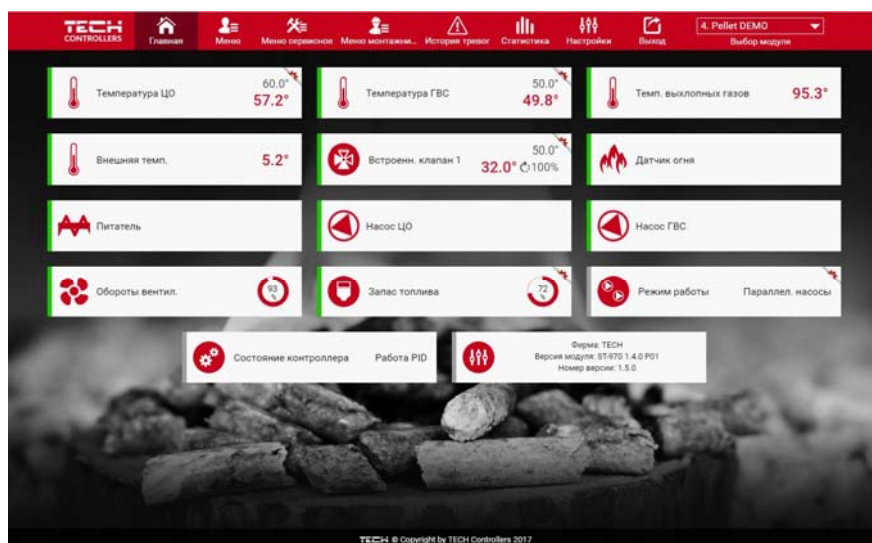 TECH
CONTROLLERS
Главная
Меню
Меню сервисное
Меню монтажни...
История тревог
Статистика
Настройки
Выход
4. Pellet DEMO
Выбор модуля
Температура ЦО
60.0°
57.2°
Температура ГВС
50.0°
49.8°
Темп. выхлопных газов
95.3°
Внешняя темп.
5.2°
Встроенн. клапан 1
50.0°
32.0° 100%
Датчик огня
Питатель
Насос ЦО
Насос ГВС
Обороты вентил.
93
%
Запас топлива
72
%
Режим работы
Параллел. насосы
Состояние контроллера
Работа PID
Фирма: TECH
Версия модуля: ST-970 1.4.0 P01
Номер версии: 1.5.0
TECH © Copyright by TECH Controllers 2017